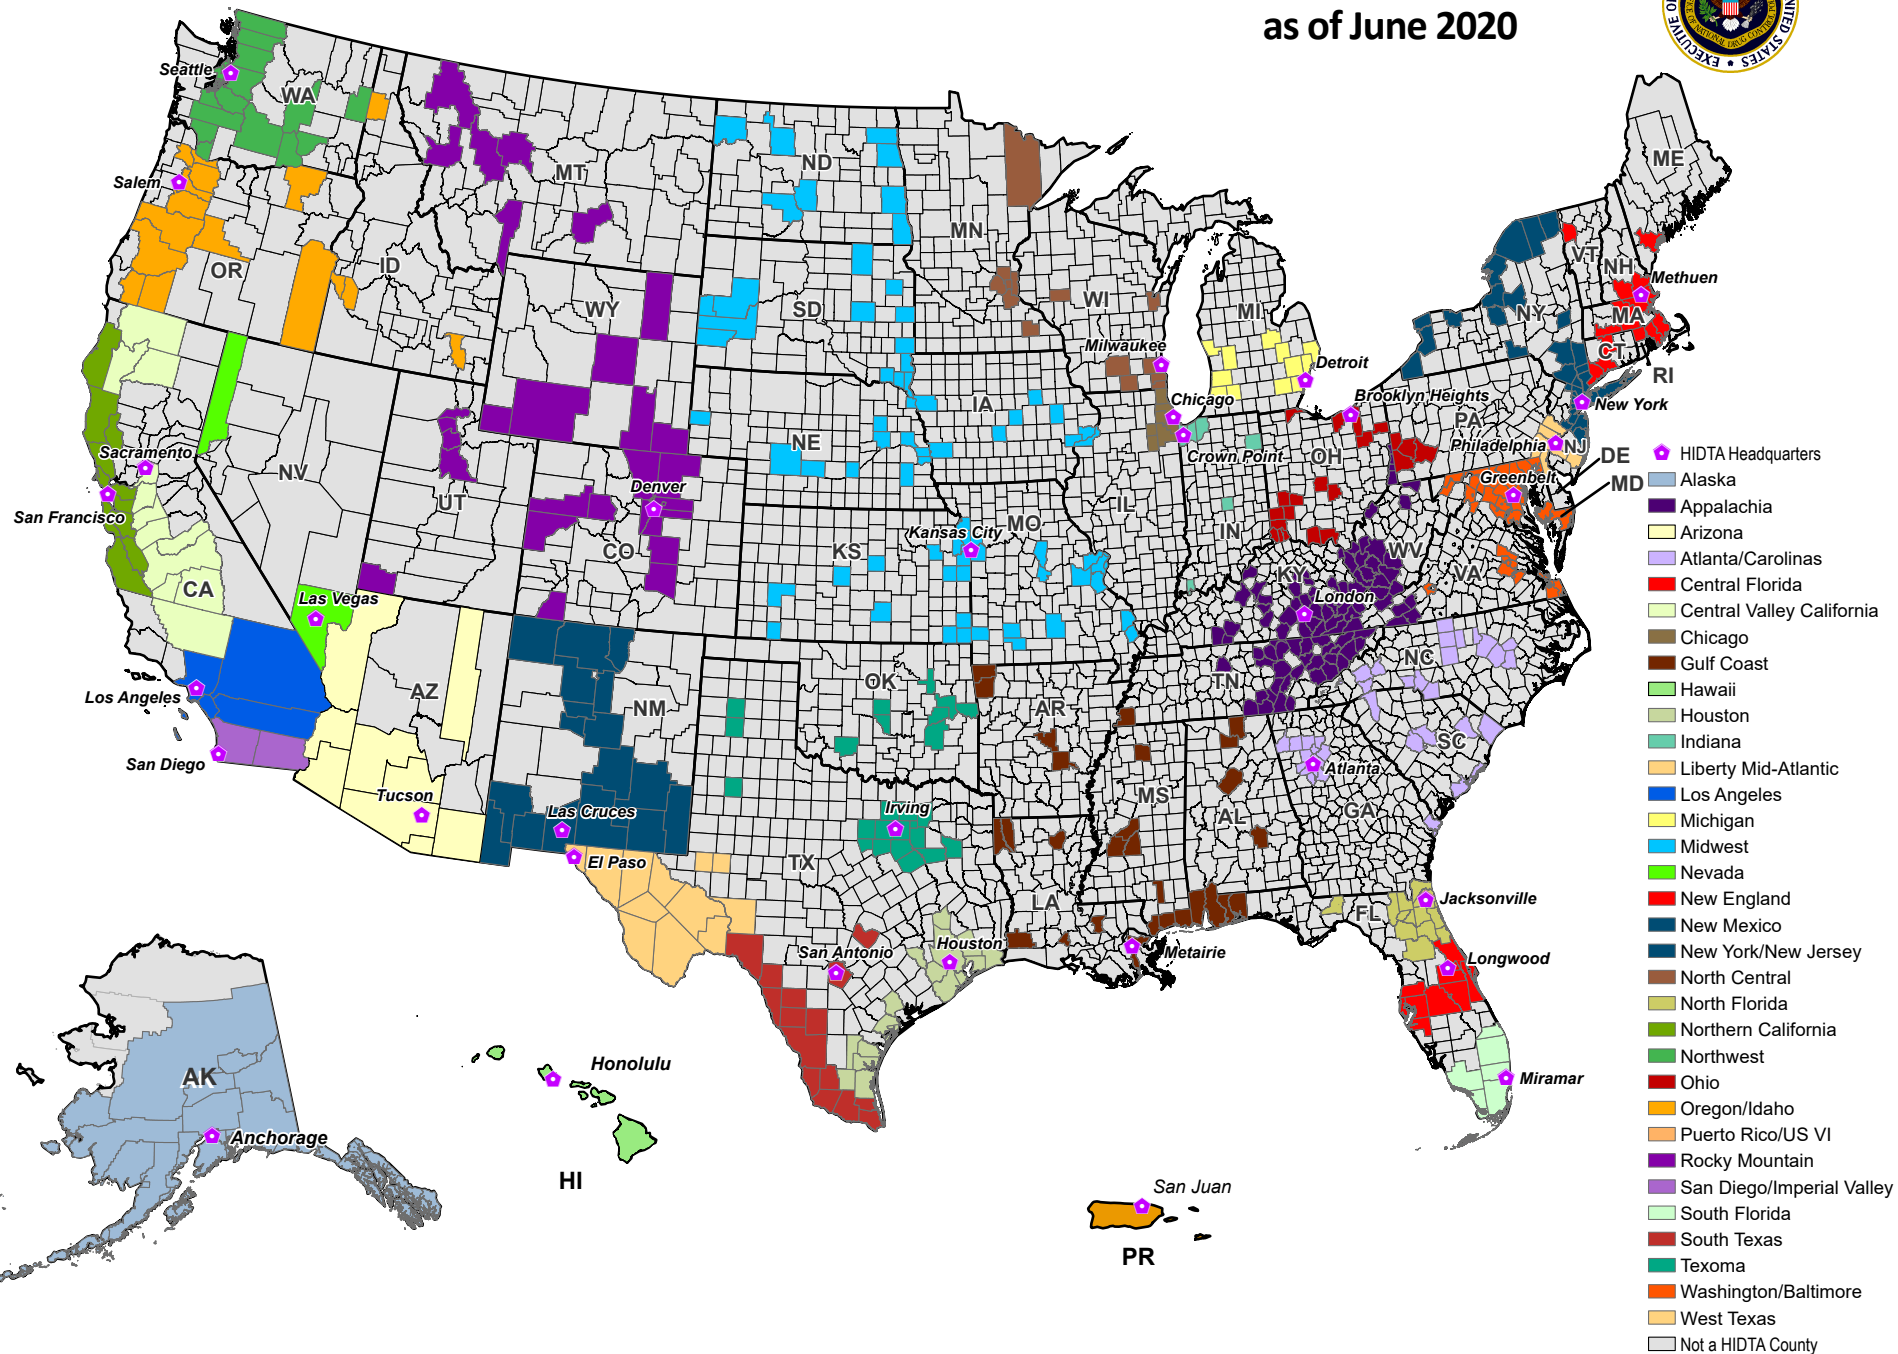 as of June 2020
EXECUTIVE
UNITED STATES
OF NATIONAL DRUG CONTROL
Seattle
WA
Salem
OR
ID
MT
ND
MN
WI
MI
SD
WY
NE
IA
NV
UT
CO
KS
MO
IL
IN
OH
PA
NY
VT
NH
ME
MA
CT
RI
NJ
DE
MD
WV
VA
KY
TN
NC
SC
GA
AL
MS
AR
LA
OK
TX
NM
AZ
CA
FL
AK
HI
PR
Methuen
Milwaukee
Detroit
Chicago
Brooklyn Heights
New York
Crown Point
Philadelphia
Greenbelt
Sacramento
San Francisco
Denver
Kansas City
Las Vegas
London
Los Angeles
San Diego
Tucson
Las Cruces
El Paso
Irving
Atlanta
San Antonio
Houston
Metairie
Jacksonville
Longwood
Miramar
Anchorage
Honolulu
San Juan
HIDTA Headquarters
Alaska
Appalachia
Arizona
Atlanta/Carolinas
Central Florida
Central Valley California
Chicago
Gulf Coast
Hawaii
Houston
Indiana
Liberty Mid-Atlantic
Los Angeles
Michigan
Midwest
Nevada
New England
New Mexico
New York/New Jersey
North Central
North Florida
Northern California
Northwest
Ohio
Oregon/Idaho
Puerto Rico/US VI
Rocky Mountain
San Diego/Imperial Valley
South Florida
South Texas
Texoma
Washington/Baltimore
West Texas
Not a HIDTA County